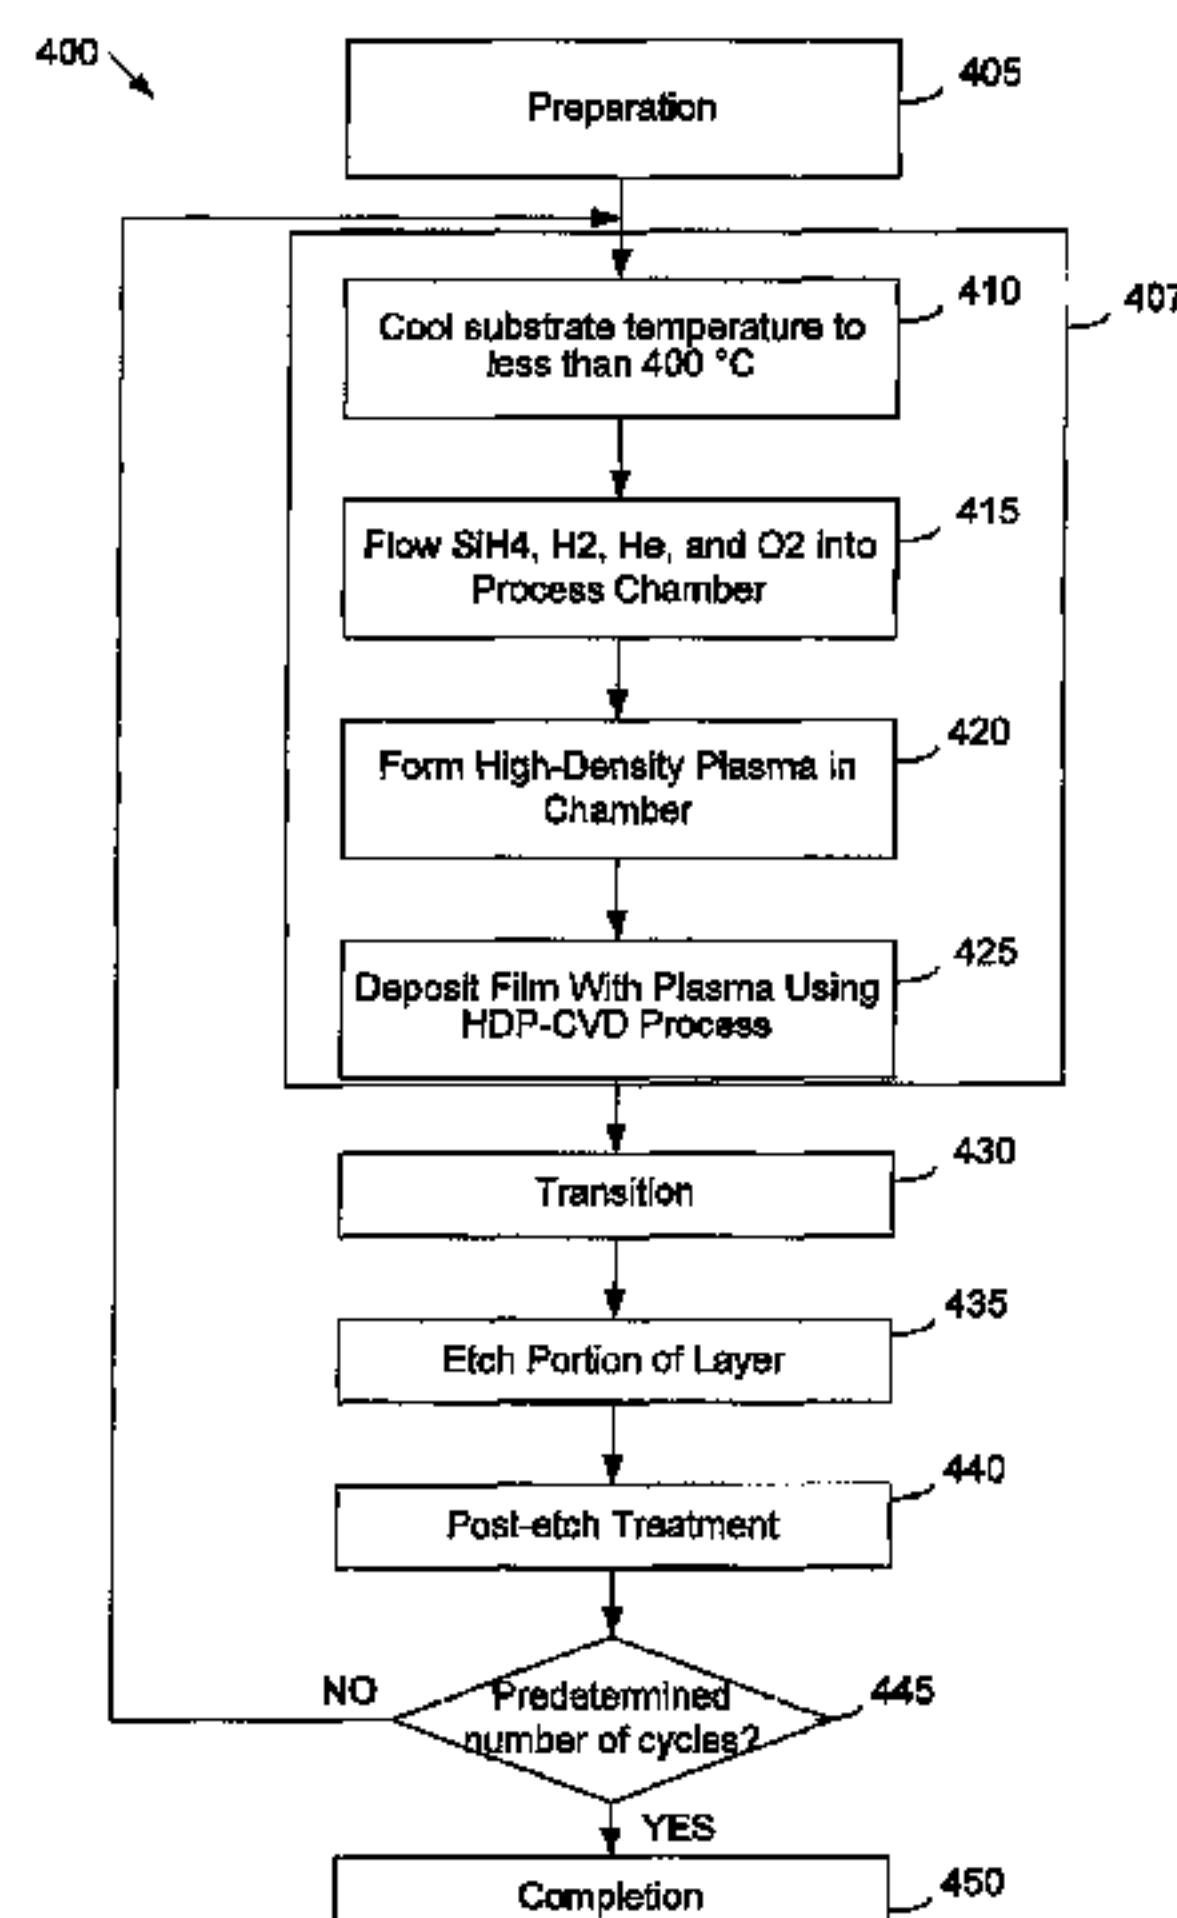 400
Preparation
405
407
Cool substrate temperature to
less than 400 °C
410
Flow SiH4, H2, He, and O2 into
Process Chamber
415
Form High-Density Plasma in
Chamber
420
Deposit Film With Plasma Using
HDP-CVD Process
425
Transition
430
Etch Portion of Layer
435
Post-etch Treatment
440
NO
Predetermined
number of cycles?
445
YES
Completion
450